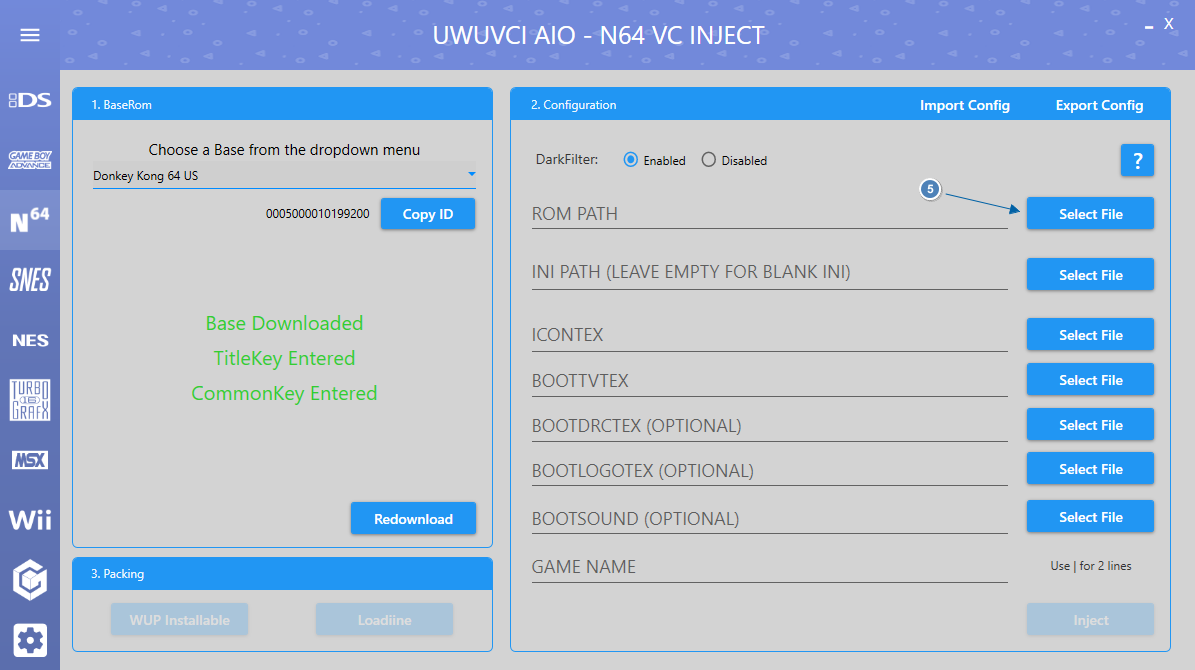 UWUVCI AIO - N64 VC INJECT
_ X
DS
GAME BOY ADVANCE
N64
SNES
NES
TURBO 16 GRAFX
MSX
Wii
1. BaseRom
Choose a Base from the dropdown menu
Donkey Kong 64 US
0005000010199200 Copy ID
Base Downloaded
TitleKey Entered
CommonKey Entered
Redownload
3. Packing
WUP Installable Loadiine
2. Configuration Import Config Export Config
DarkFilter: Enabled Disabled ?
5
ROM PATH Select File
INI PATH (LEAVE EMPTY FOR BLANK INI) Select File
ICONTEX Select File
BOOTTVTEX Select File
BOOTDRCTEX (OPTIONAL) Select File
BOOTLOGOTEX (OPTIONAL) Select File
BOOTSOUND (OPTIONAL) Select File
GAME NAME Use | for 2 lines
Inject